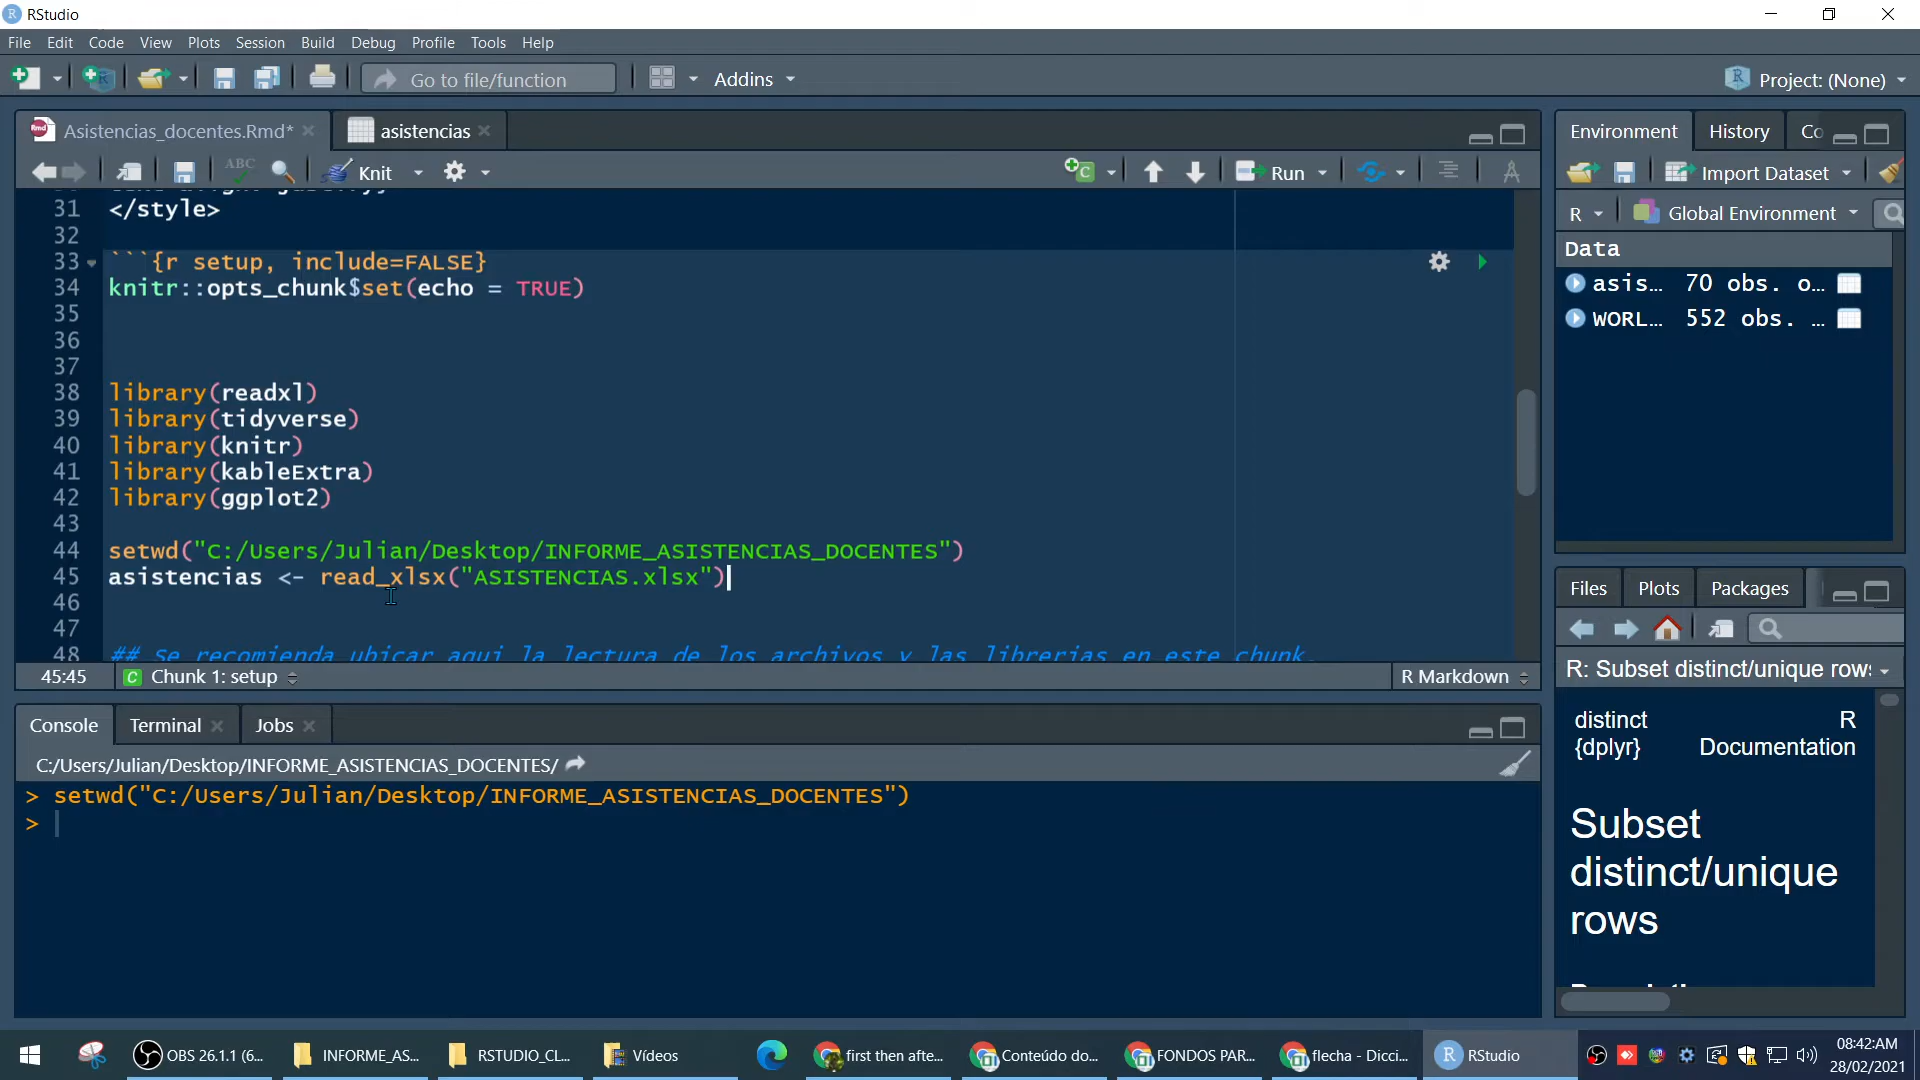 RStudio
File Edit Code View Plots Session Build Debug Profile Tools Help
Go to file/function Addins Project: (None)
Asistencias_docentes.Rmd* asistencias
ABC Knit Run
31 </style>
32
33 ```{r setup, include=FALSE}
34 knitr::opts_chunk$set(echo = TRUE)
35
36
37
38 library(readxl)
39 library(tidyverse)
40 library(knitr)
41 library(kableExtra)
42 library(ggplot2)
43
44 setwd("C:/Users/Julian/Desktop/INFORME_ASISTENCIAS_DOCENTES")
45 asistencias <- read_xlsx("ASISTENCIAS.xlsx")
46
47
48 ## Se recomienda ubicar aqui la lectura de los archivos y las librerias en este chunk.
45:45 C Chunk 1: setup R Markdown
Console Terminal Jobs
C:/Users/Julian/Desktop/INFORME_ASISTENCIAS_DOCENTES/
> setwd("C:/Users/Julian/Desktop/INFORME_ASISTENCIAS_DOCENTES")
>
Environment History Co
Import Dataset
R Global Environment
Data
asis… 70 obs. o…
WORL… 552 obs. …
Files Plots Packages
R: Subset distinct/unique rows
distinct R
{dplyr} Documentation
Subset
distinct/unique
rows
OBS 26.1.1 (6... INFORME_AS... RSTUDIO_CL... Vídeos first then afte... Conteúdo do... FONDOS PAR... flecha - Dicci... RStudio 08:42:AM
28/02/2021